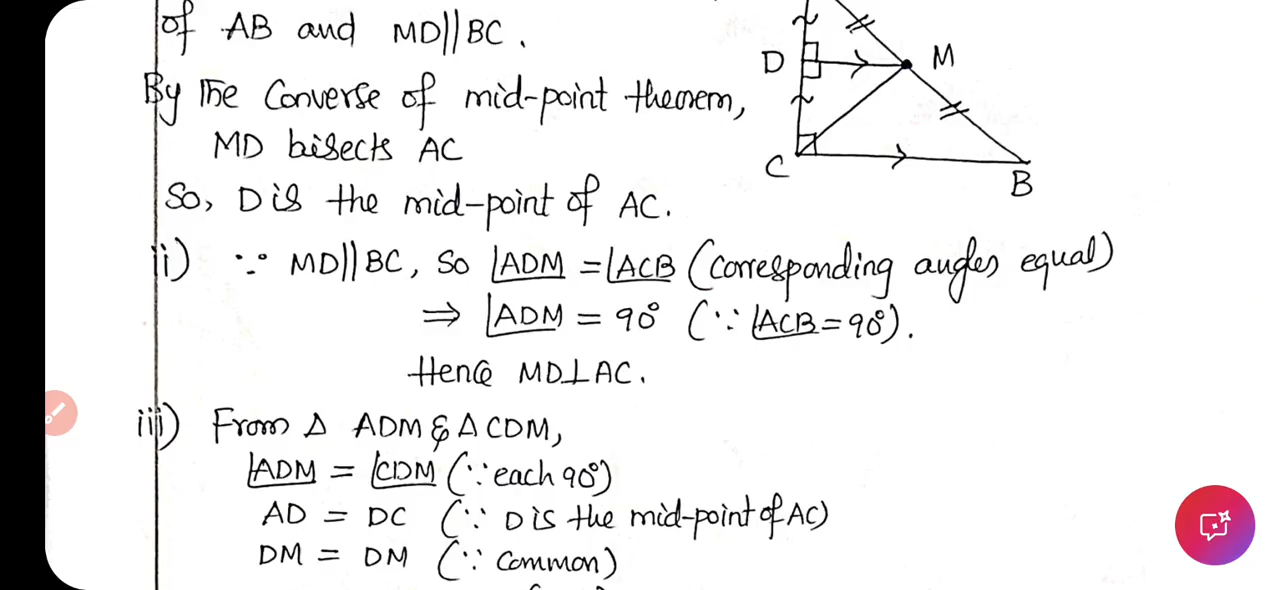 of AB and MD||BC.
By the Converse of mid-point theorem,
MD bisects AC
So, D is the mid-point of AC.
ii) ∵ MD||BC, So ∠ADM = ∠ACB (Corresponding angles equal)
⇒ ∠ADM = 90° (∵ ∠ACB = 90°).
Hence MD⊥AC.
iii) From Δ ADM & Δ CDM,
∠ADM = ∠CDM (∵ each 90°)
AD = DC (∵ D is the mid-point of AC)
DM = DM (∵ Common)
D
M
C
B